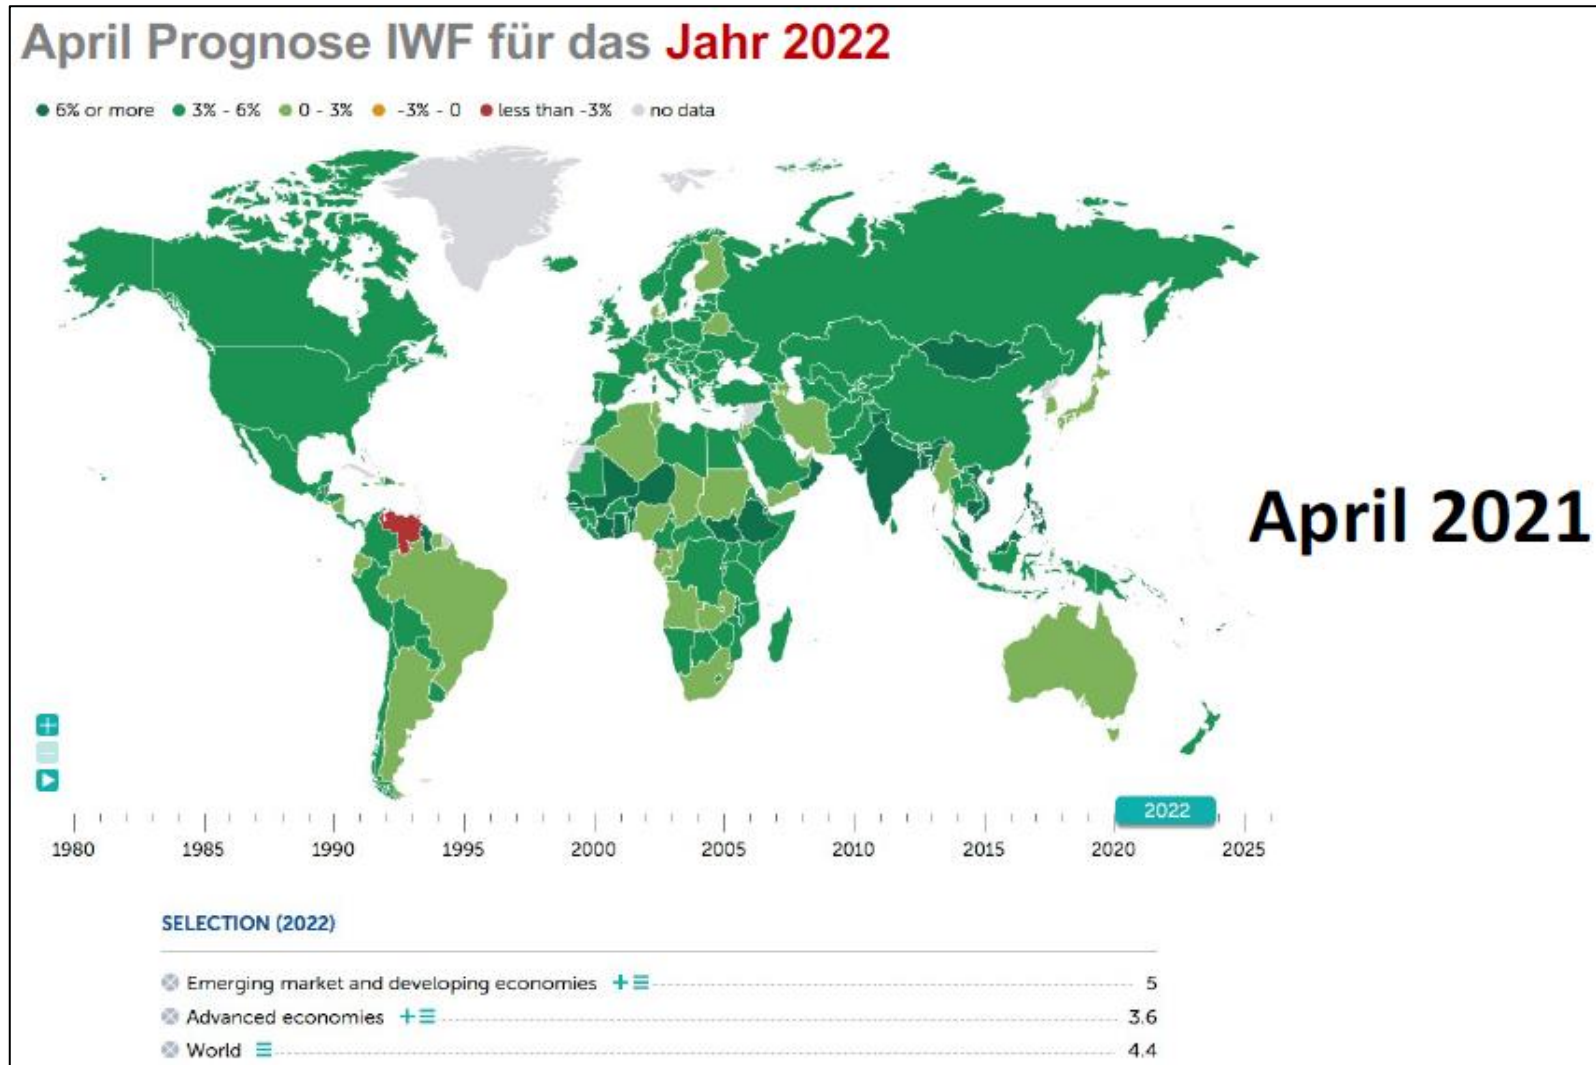 April Prognose IWF für das Jahr 2022
6% or more 3% - 6% 0 - 3% -3% - 0 less than -3% no data
April 2021
2022
1980 1985 1990 1995 2000 2005 2010 2015 2020 2025
SELECTION (2022)
Emerging market and developing economies 5
Advanced economies 3.6
World 4.4